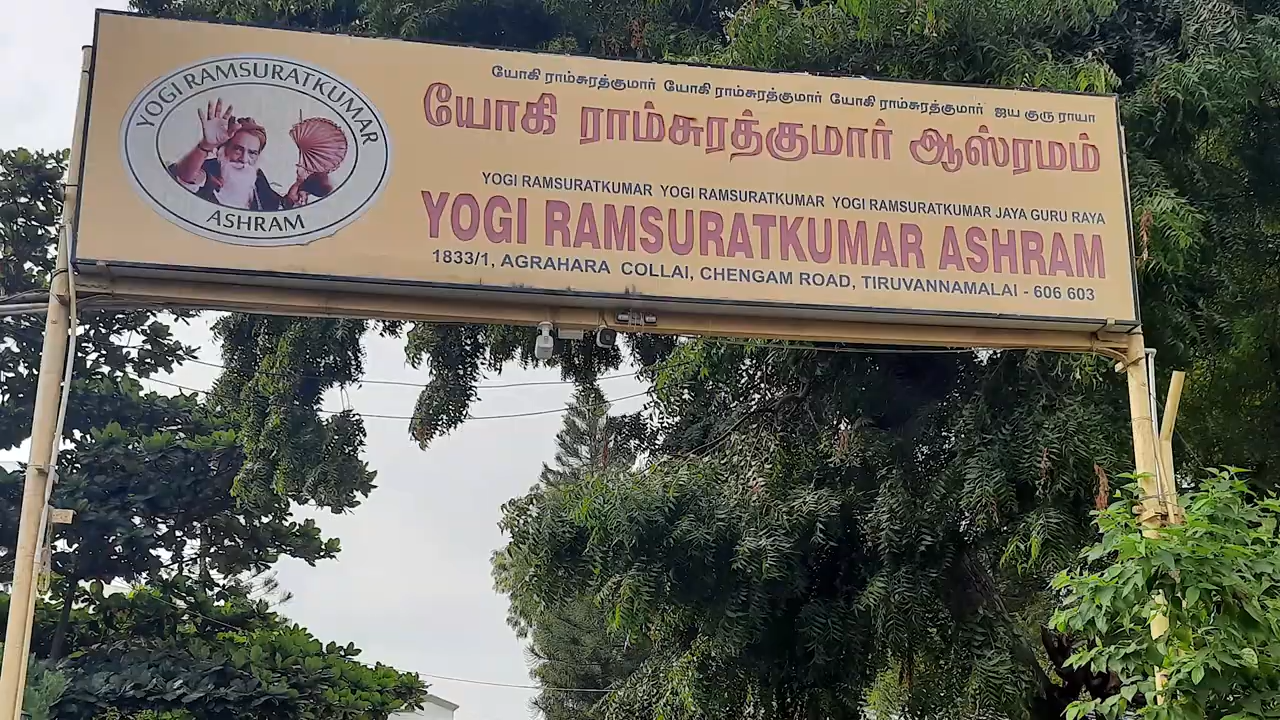 YOGI RAMSURATKUMAR
ASHRAM
யோகி ராம்சுரத்குமார் யோகி ராம்சுரத்குமார் யோகி ராம்சுரத்குமார் ஜய குரு ராயா
யோகி ராம்சுரத்குமார் ஆஸ்ரமம்
YOGI RAMSURATKUMAR YOGI RAMSURATKUMAR YOGI RAMSURATKUMAR JAYA GURU RAYA
YOGI RAMSURATKUMAR ASHRAM
1833/1, AGRAHARA COLLAI, CHENGAM ROAD, TIRUVANNAMALAI - 606 603